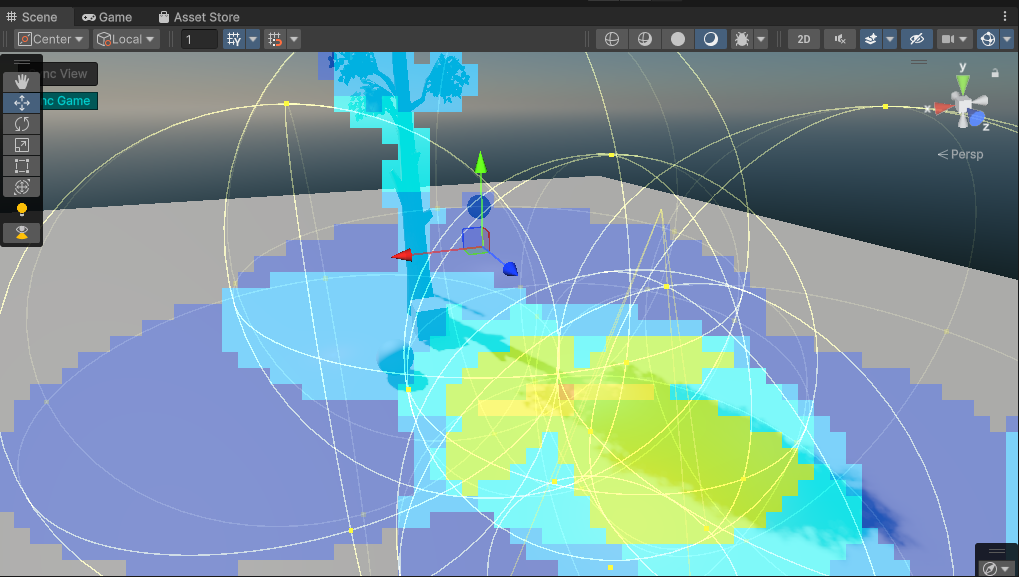 Scene Game Asset Store
Center Local 1 2D
nc View
nc Game
y
x
z
Persp